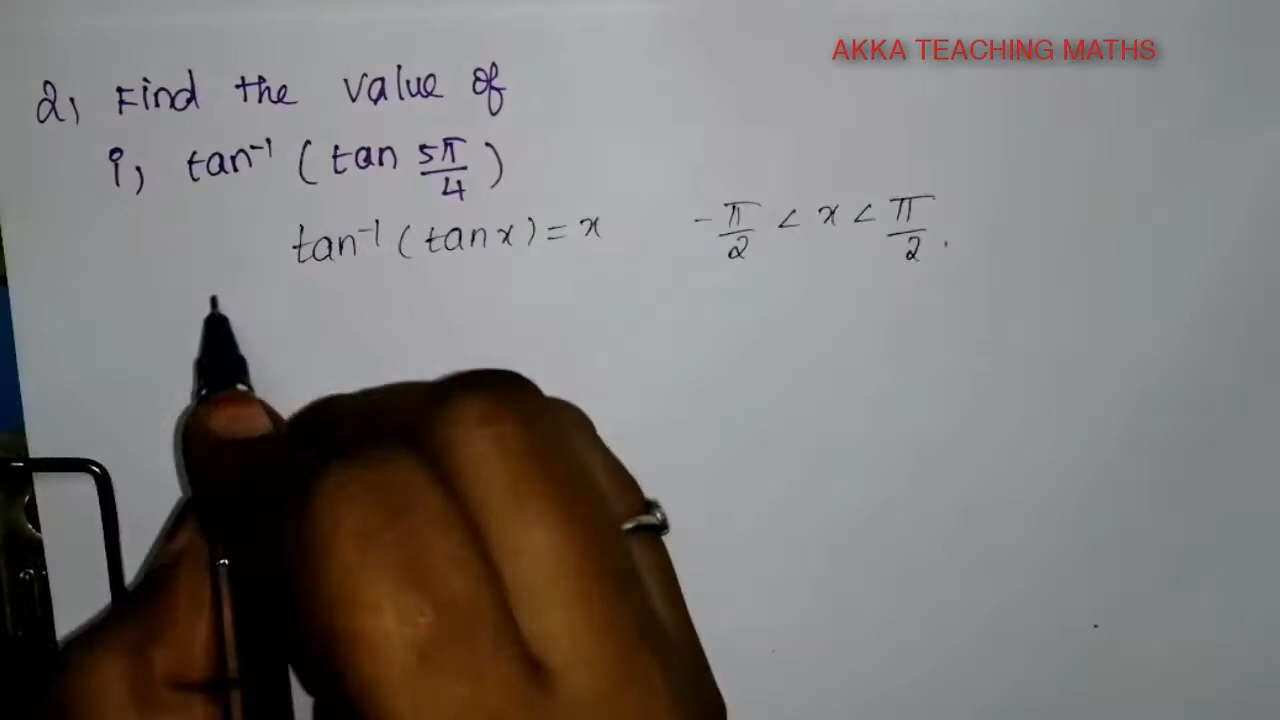 AKKA TEACHING MATHS
2, Find the value of
i, tan⁻¹ (tan 5π/4)
tan⁻¹ (tan x) = x    -π/2 < x < π/2.